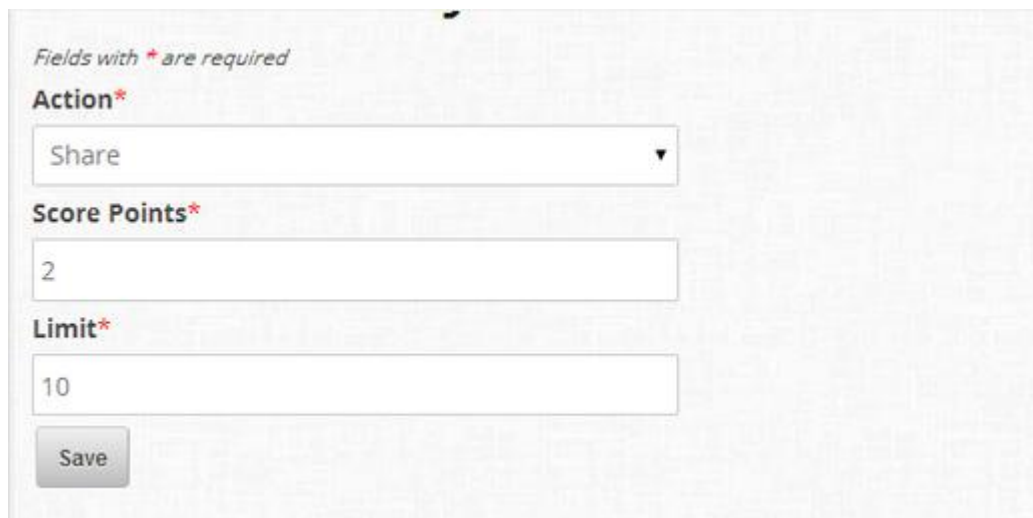 Fields with * are required
Action*
Share
Score Points*
2
Limit*
10
Save